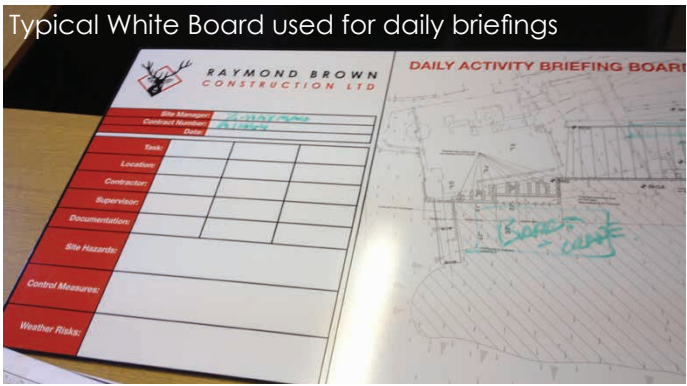 Typical White Board used for daily briefings
RAYMOND BROWN
CONSTRUCTION LTD
DAILY ACTIVITY BRIEFING BOARD
Site Manager:
Contract Number:
Date:
Task:
Location:
Contractor:
Supervisor:
Documentation:
Site Hazards:
Control Measures:
Weather Risks: